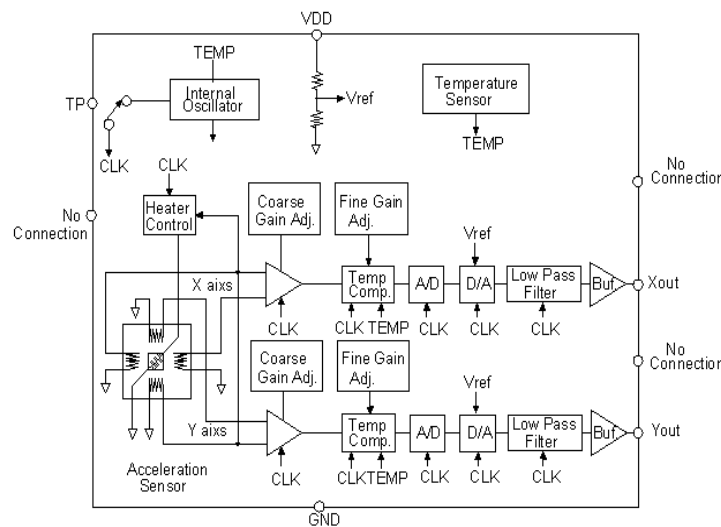 VDD
TEMP
Internal
Oscillator
Vref
Temperature
Sensor
TEMP
TP
CLK
CLK
No
Connection
No
Connection
Heater
Control
Coarse
Gain Adj.
Fine Gain
Adj.
Vref
X aixs
Temp
Comp.
A/D
D/A
Low Pass
Filter
Buf
Xout
CLK
CLK
TEMP
CLK
CLK
CLK
No
Connection
Coarse
Gain Adj.
Fine Gain
Adj.
Vref
Y aixs
Temp
Comp.
A/D
D/A
Low Pass
Filter
Buf
Yout
CLK
CLK
TEMP
CLK
CLK
CLK
Acceleration
Sensor
GND